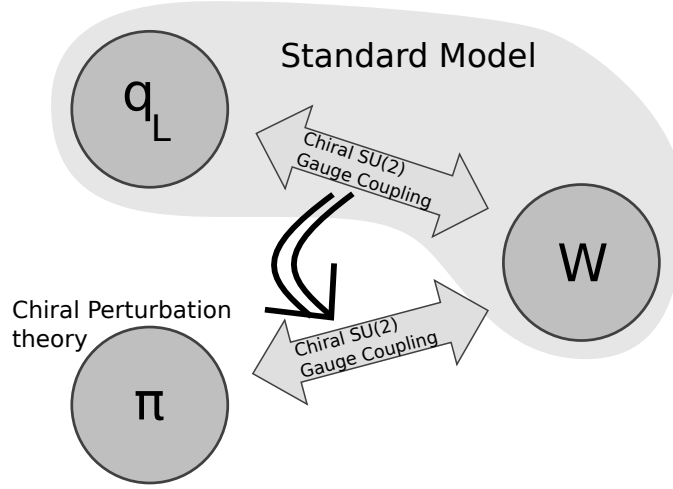 Standard Model
q
L
Chiral SU(2)
Gauge Coupling
W
Chiral Perturbation
theory
Chiral SU(2)
Gauge Coupling
π